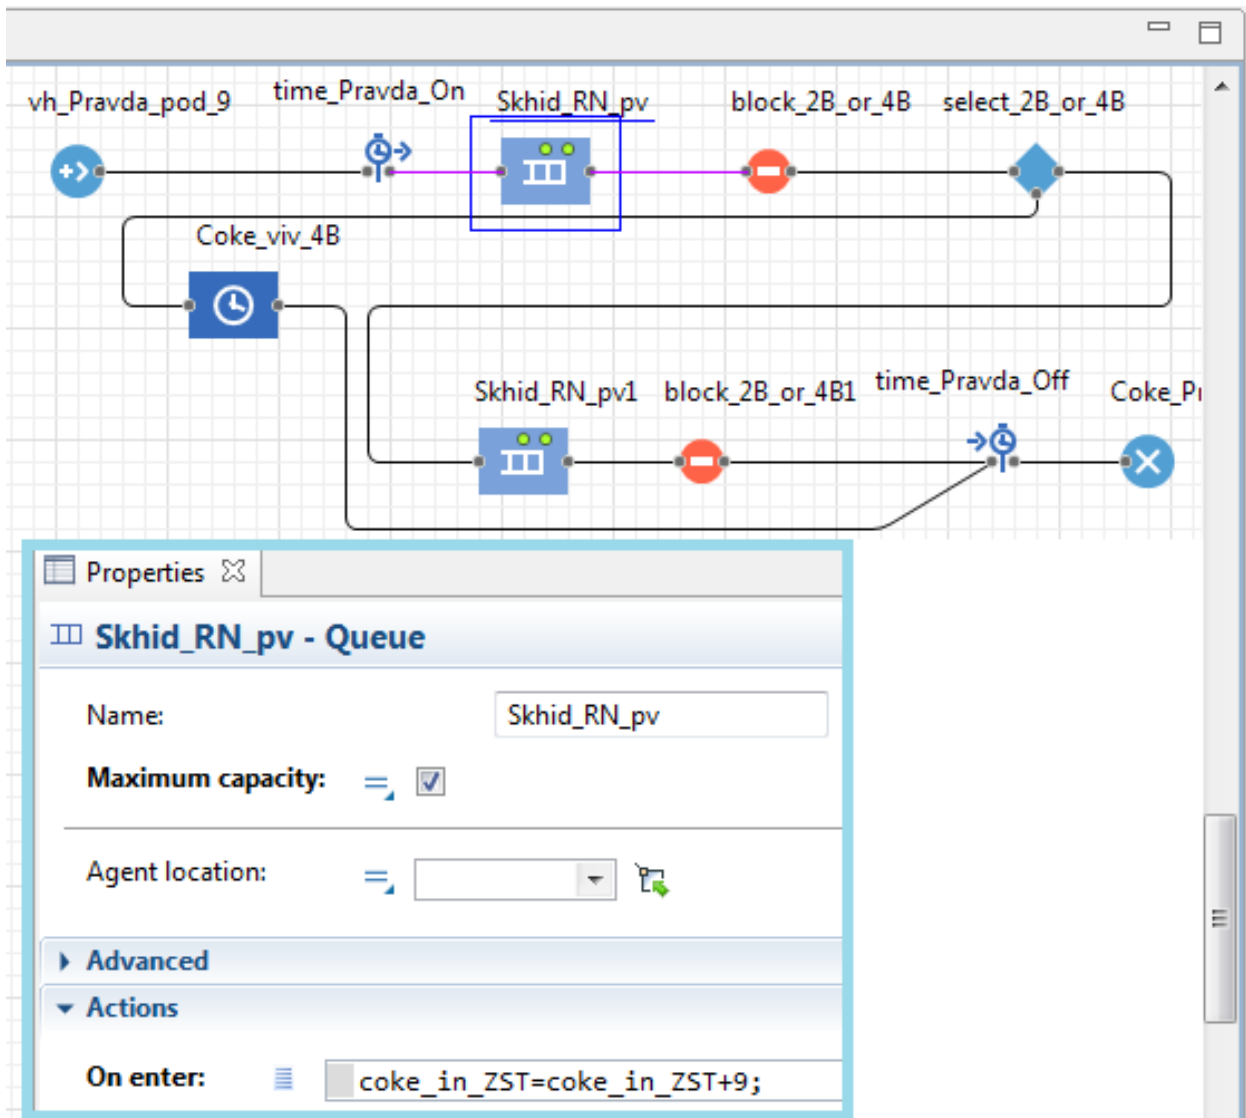 vh_Pravda_pod_9 time_Pravda_On Skhid_RN_pv block_2B_or_4B select_2B_or_4B
Coke_viv_4B
Skhid_RN_pv1 block_2B_or_4B1 time_Pravda_Off Coke_Pr
Properties
Skhid_RN_pv - Queue
Name: Skhid_RN_pv
Maximum capacity:
Agent location:
Advanced
Actions
On enter: coke_in_ZST=coke_in_ZST+9;